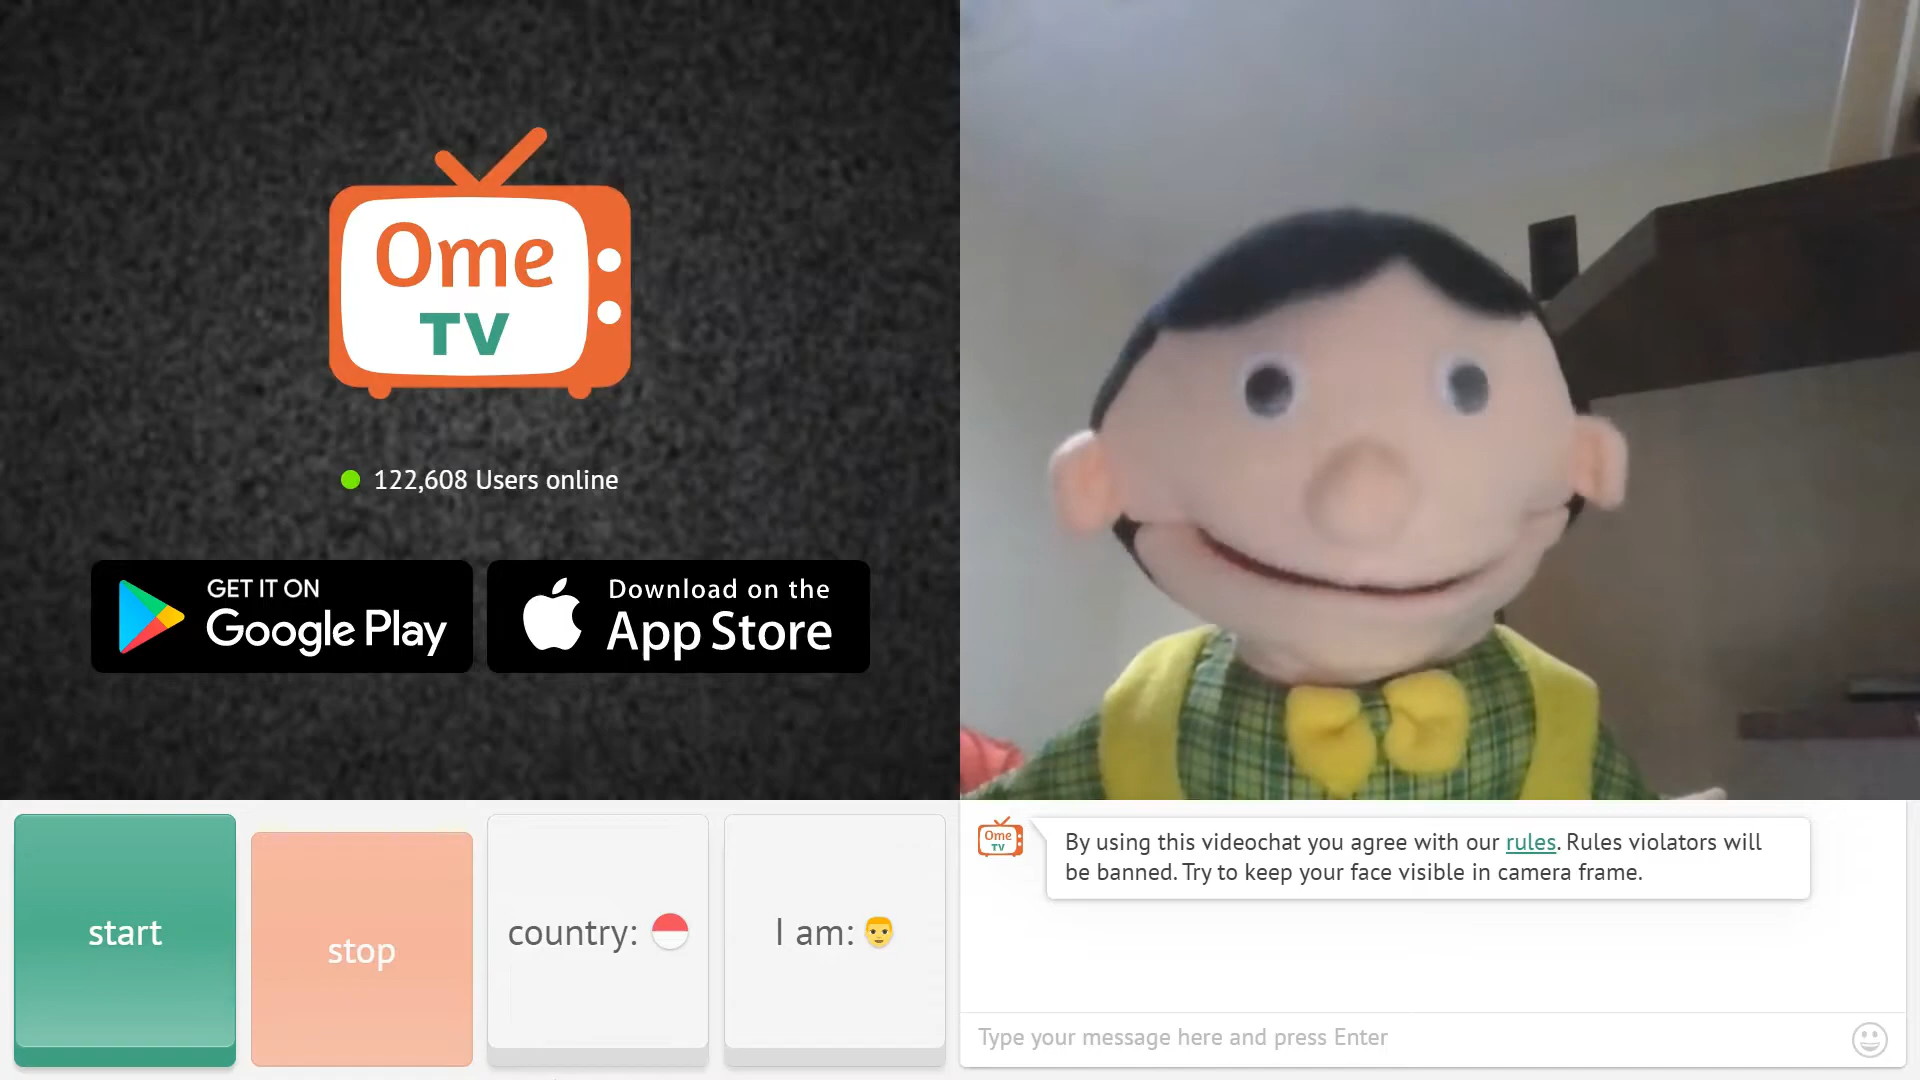 Ome
TV
122,608 Users online
GET IT ON
Google Play
Download on the
App Store
start
stop
country:
I am:
Ome
TV
By using this videochat you agree with our rules. Rules violators will
be banned. Try to keep your face visible in camera frame.
Type your message here and press Enter